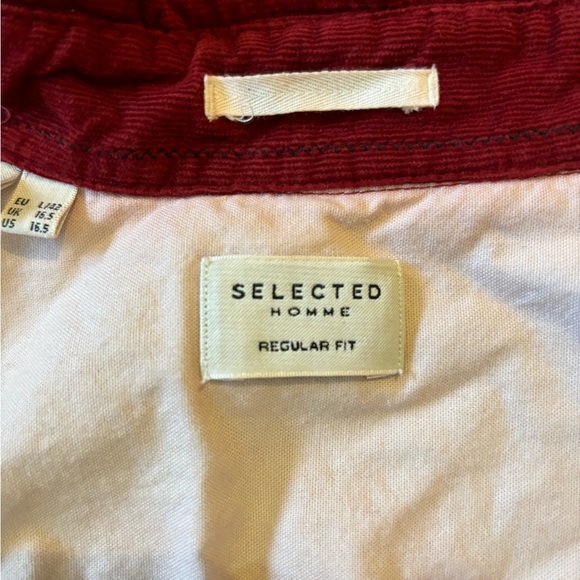 EU L/42
UK 16.5
US 16.5
SELECTED
HOMME
REGULAR FIT